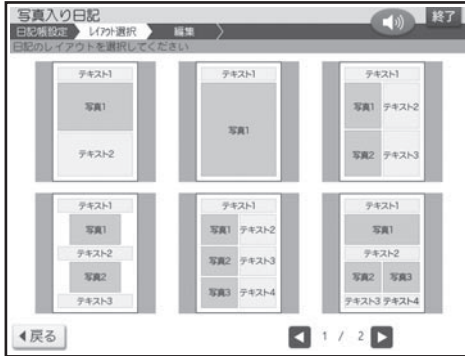 写真入り日記
終了
日記帳設定 レイアウト選択 編集
日記のレイアウトを選択してください
テキスト1
写真1
テキスト2
テキスト1
写真1
テキスト1
写真1 テキスト2
写真2 テキスト3
テキスト1
写真1
テキスト2
写真2
テキスト3
テキスト1
写真1 テキスト2
写真2 テキスト3
写真3 テキスト4
テキスト1
写真1
テキスト2
写真2 写真3
テキスト3 テキスト4
戻る
1 / 2